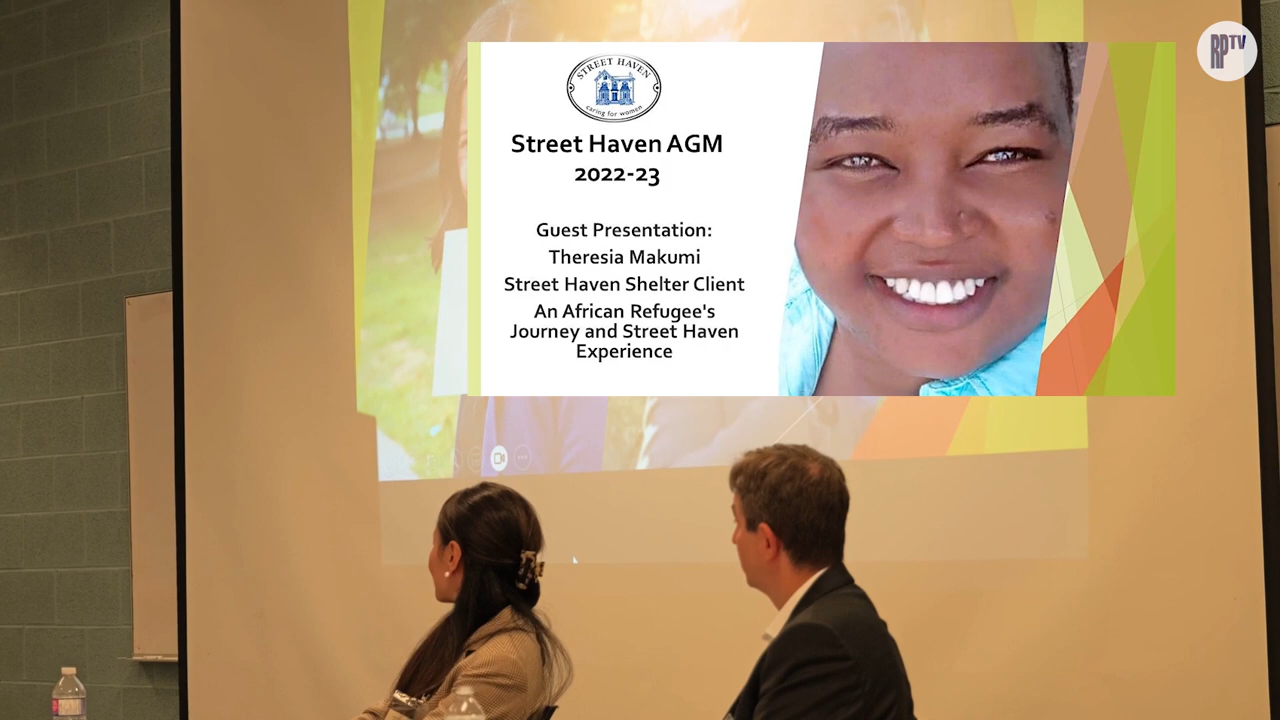 STREET HAVEN
caring for women
Street Haven AGM
2022-23
Guest Presentation:
Theresia Makumi
Street Haven Shelter Client
An African Refugee's
Journey and Street Haven
Experience
RPTV